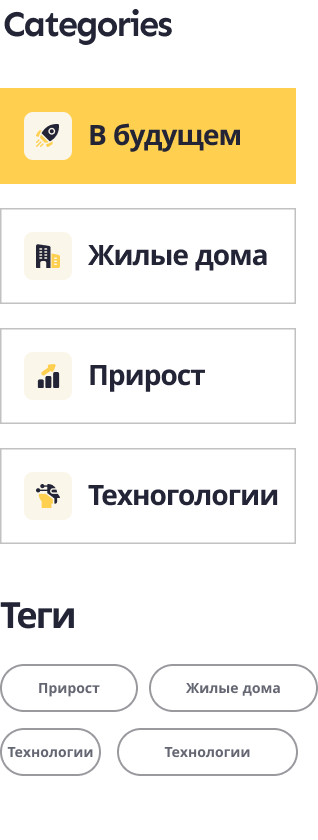 Categories
В будущем
Жилые дома
Прирост
Техногологии
Теги
Прирост
Жилые дома
Технологии
Технологии